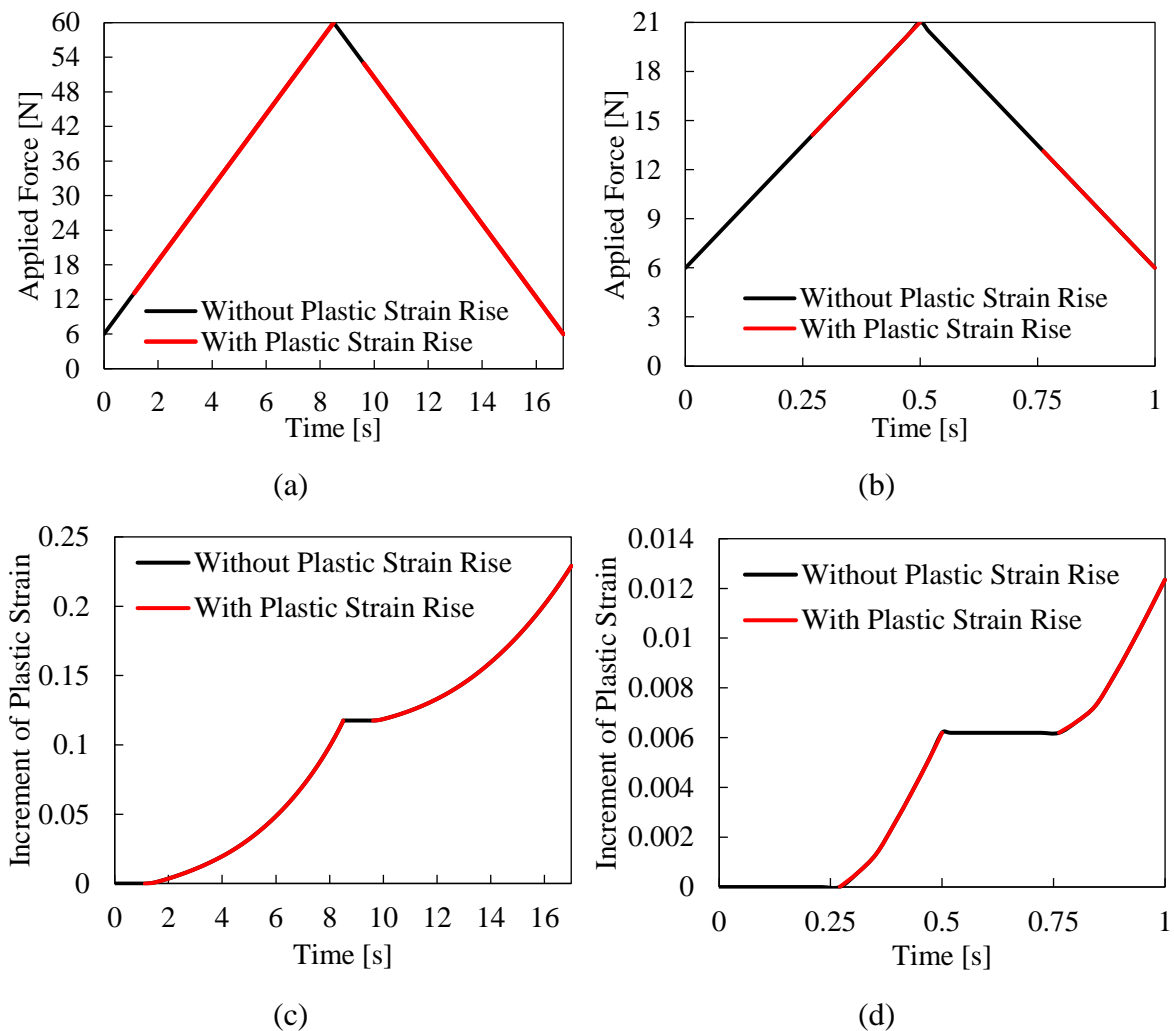 60
54
48
42
36
30
24
18
12
6
0
Applied Force [N]
Without Plastic Strain Rise
With Plastic Strain Rise
0 2 4 6 8 10 12 14 16
Time [s]
(a)
21
18
15
12
9
6
3
0
Applied Force [N]
Without Plastic Strain Rise
With Plastic Strain Rise
0 0.25 0.5 0.75 1
Time [s]
(b)
0.25
0.2
0.15
0.1
0.05
0
Increment of Plastic Strain
Without Plastic Strain Rise
With Plastic Strain Rise
0 2 4 6 8 10 12 14 16
Time [s]
(c)
0.014
0.012
0.01
0.008
0.006
0.004
0.002
0
Increment of Plastic Strain
Without Plastic Strain Rise
With Plastic Strain Rise
0 0.25 0.5 0.75 1
Time [s]
(d)